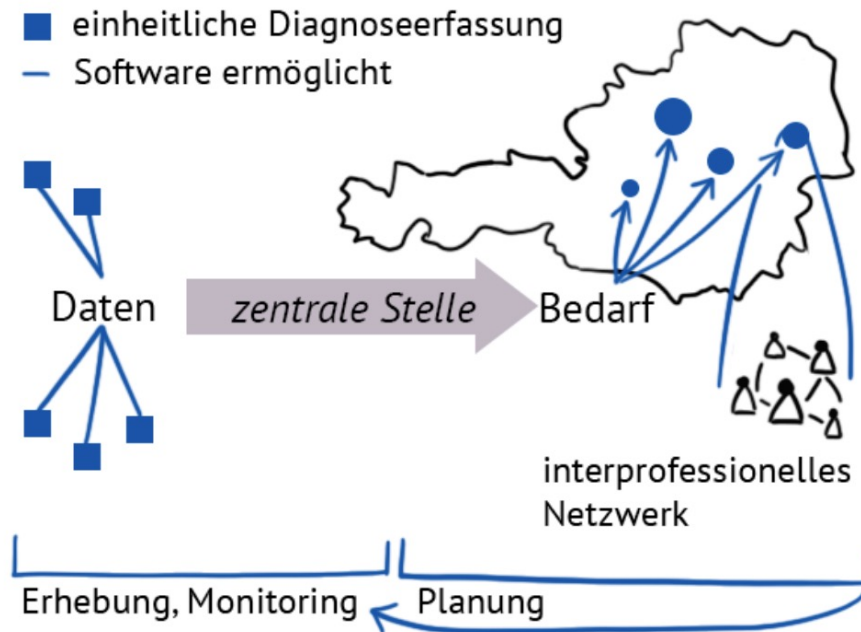 einheitliche Diagnoseerfassung
Software ermöglicht
Daten
zentrale Stelle
Bedarf
interprofessionelles
Netzwerk
Erhebung, Monitoring
Planung